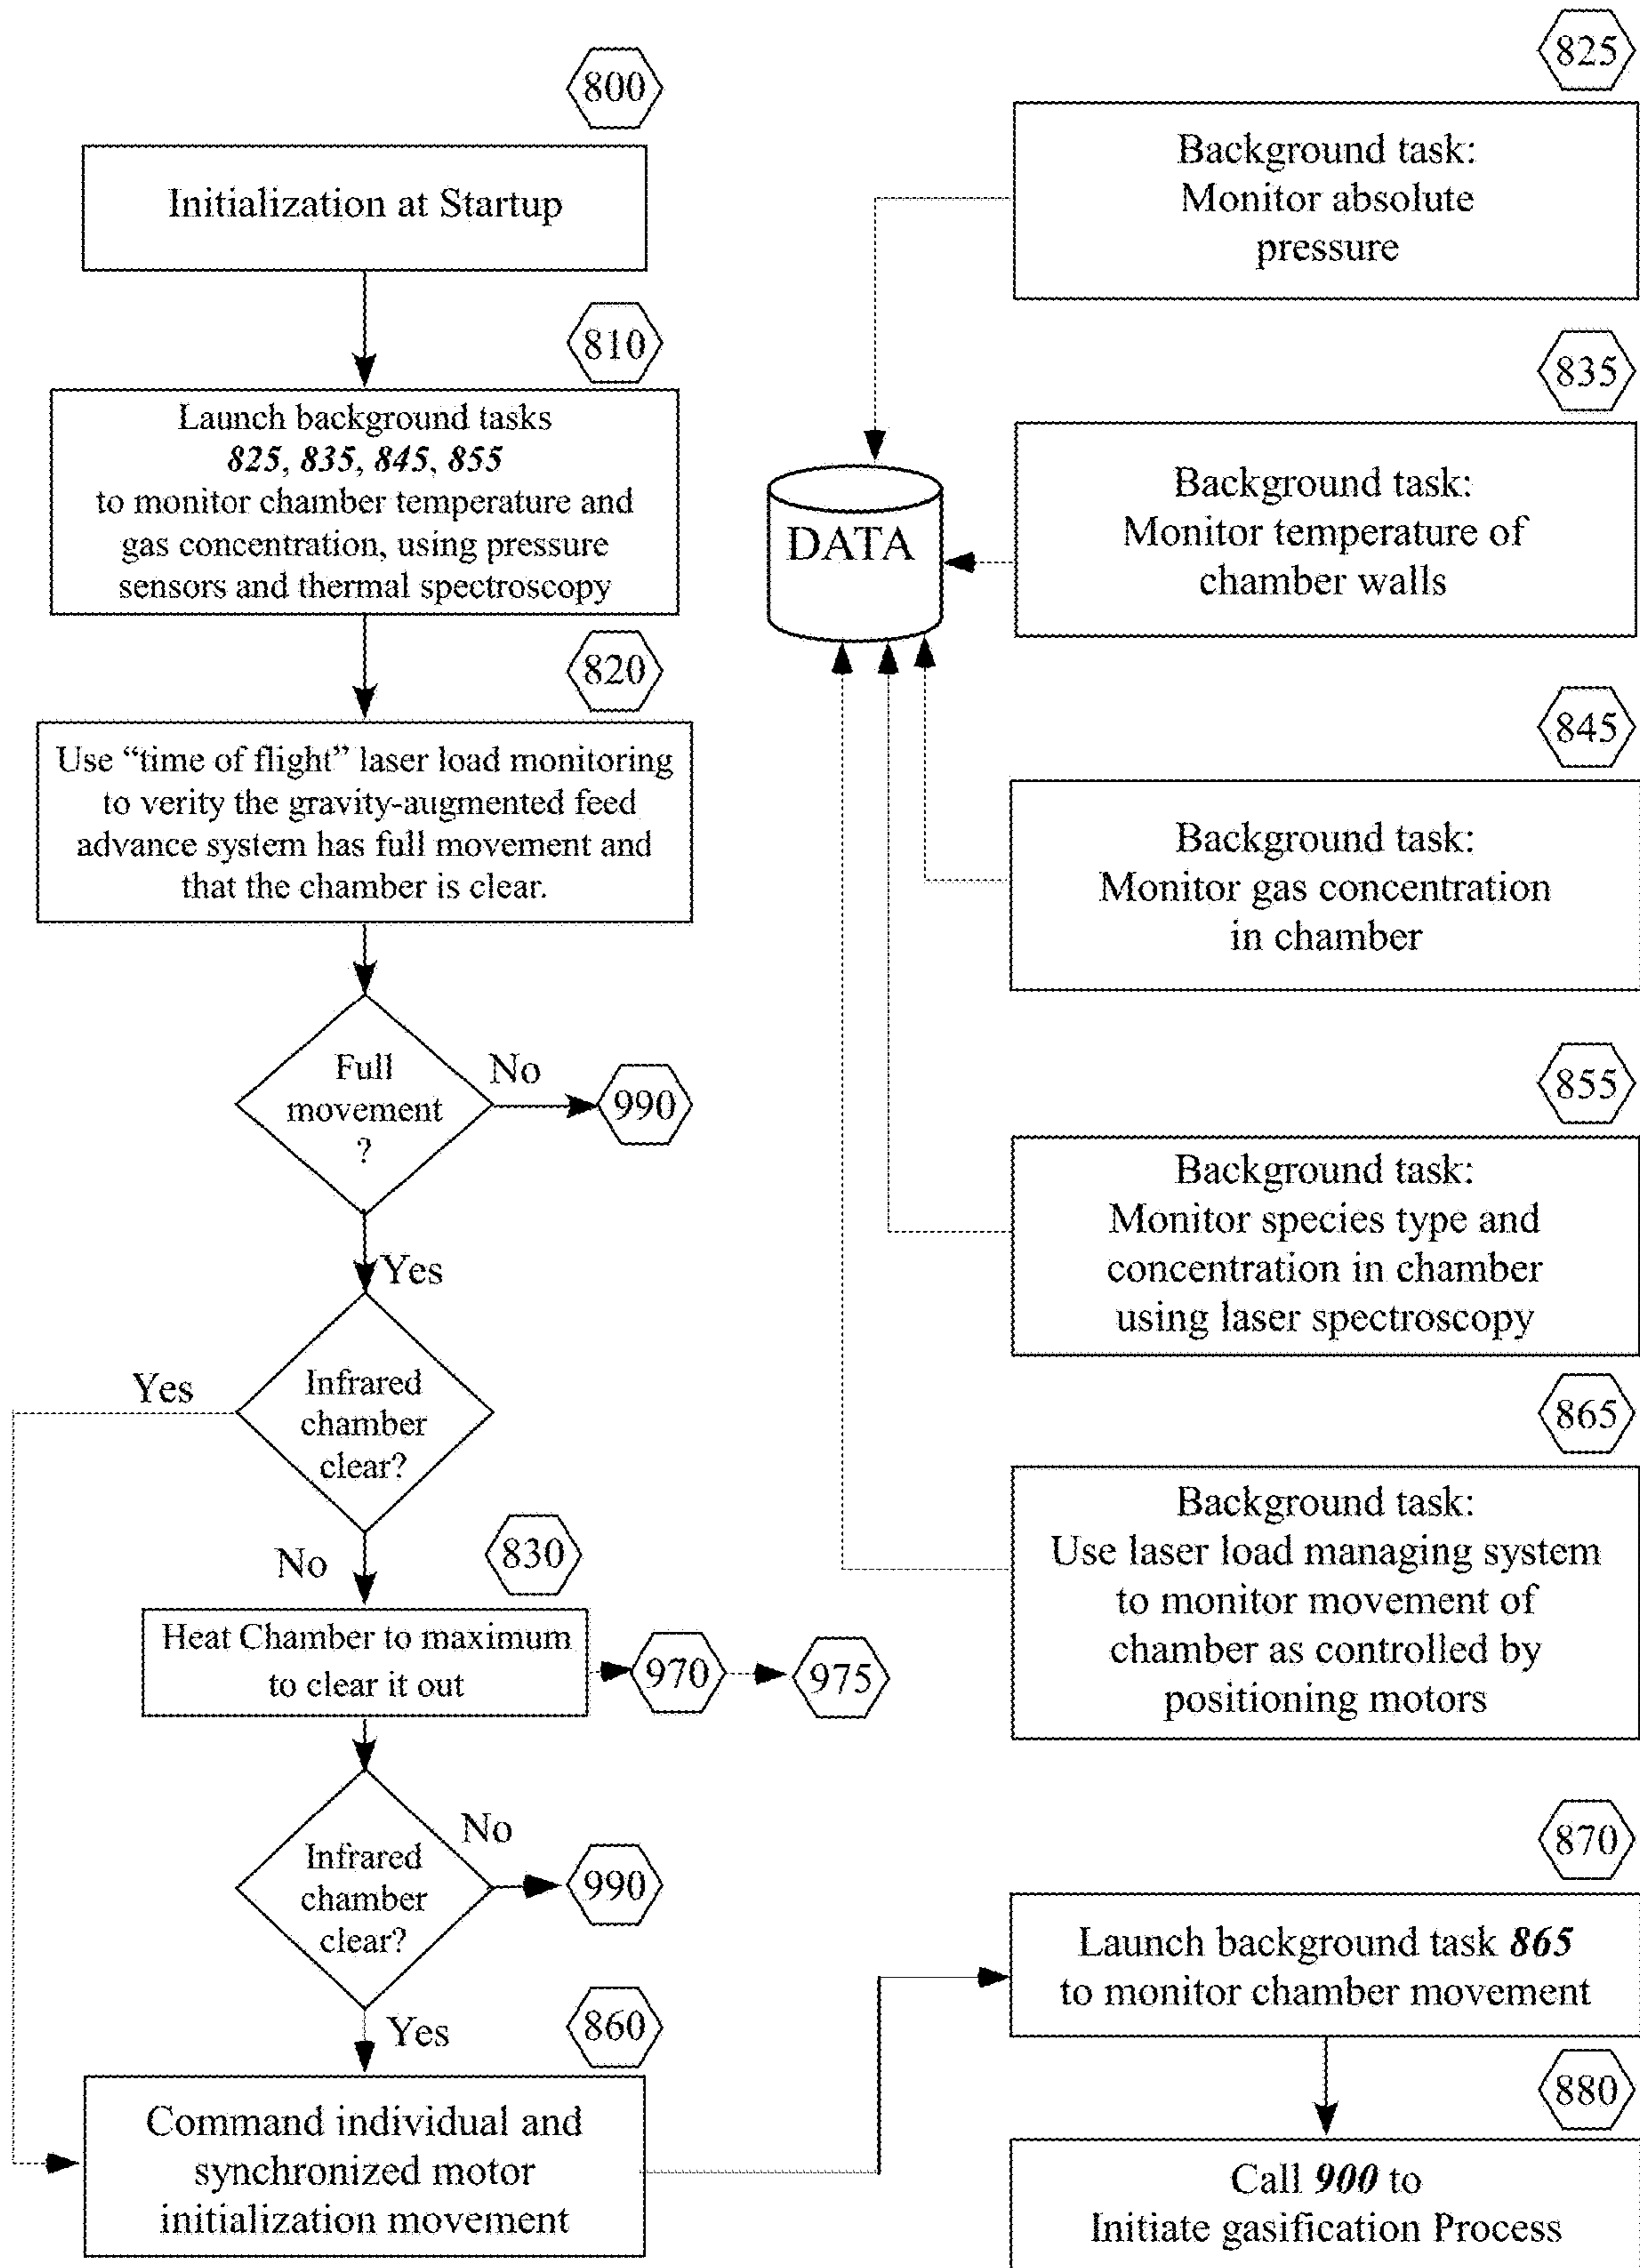 800
Initialization at Startup
810
Launch background tasks
825, 835, 845, 855
to monitor chamber temperature and
gas concentration, using pressure
sensors and thermal spectroscopy
820
Use “time of flight” laser load monitoring
to verity the gravity-augmented feed
advance system has full movement and
that the chamber is clear.
Full
movement
?
No
990
Yes
Infrared
chamber
clear?
Yes
No
830
Heat Chamber to maximum
to clear it out
970
975
Infrared
chamber
clear?
No
990
Yes
860
Command individual and
synchronized motor
initialization movement
DATA
825
Background task:
Monitor absolute
pressure
835
Background task:
Monitor temperature of
chamber walls
845
Background task:
Monitor gas concentration
in chamber
855
Background task:
Monitor species type and
concentration in chamber
using laser spectroscopy
865
Background task:
Use laser load managing system
to monitor movement of
chamber as controlled by
positioning motors
870
Launch background task 865
to monitor chamber movement
880
Call 900 to
Initiate gasification Process